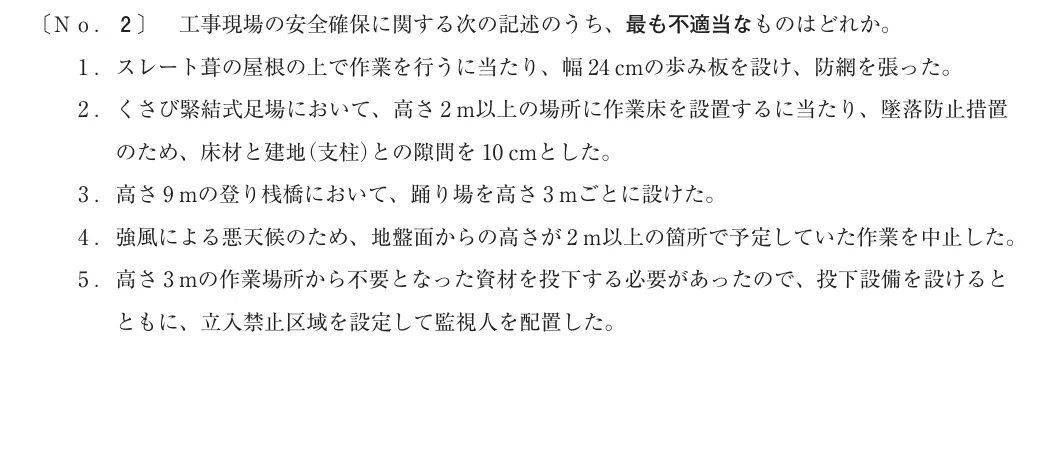 〔Ｎｏ．２〕　工事現場の安全確保に関する次の記述のうち、最も不適当なものはどれか。
１．スレート葺の屋根の上で作業を行うに当たり、幅 24 cmの歩み板を設け、防網を張った。
２．くさび緊結式足場において、高さ２m以上の場所に作業床を設置するに当たり、墜落防止措置
のため、床材と建地(支柱)との隙間を 10 cmとした。
３．高さ９mの登り桟橋において、踊り場を高さ３mごとに設けた。
４．強風による悪天候のため、地盤面からの高さが２m以上の箇所で予定していた作業を中止した。
５．高さ３mの作業場所から不要となった資材を投下する必要があったので、投下設備を設けると
ともに、立入禁止区域を設定して監視人を配置した。